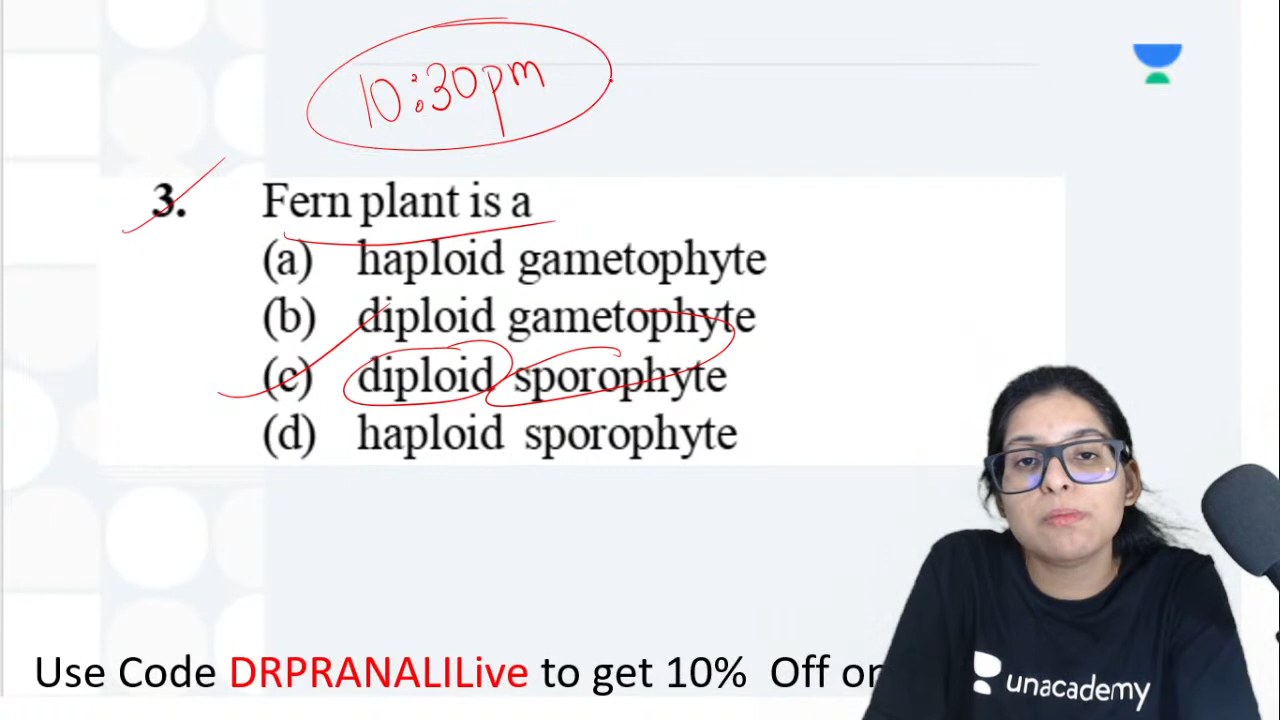 10:30pm
3. Fern plant is a
(a) haploid gametophyte
(b) diploid gametophyte
(c) diploid sporophyte
(d) haploid sporophyte
Use Code DRPRANALILive to get 10% Off on
unacademy